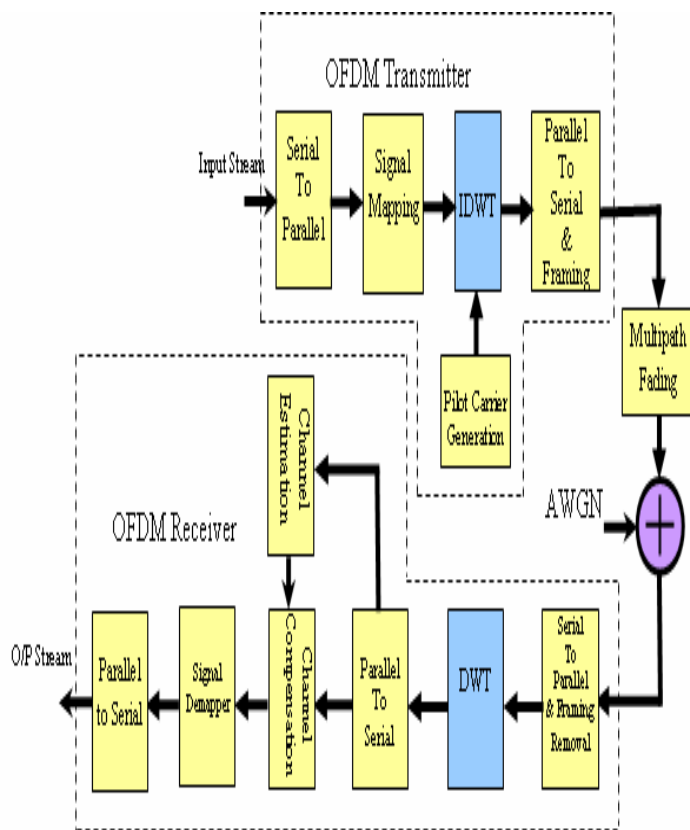 OFDM Transmitter
Input Stream
Serial
To
Parallel
Signal
Mapping
IDWT
Parallel
To
Serial
&
Framing
Multipath
Fading
Pilot Carrier
Generation
AWGN
OFDM Receiver
Channel
Estimation
O/P Stream
Parallel
to Serial
Signal
Demapper
Channel
Compensation
Parallel
To
Serial
DWT
Serial
To
Parallel
& Framing
Removal